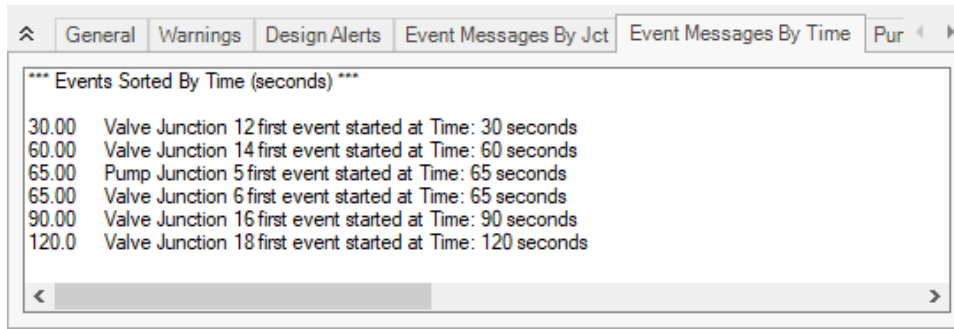 General Warnings Design Alerts Event Messages By Jct Event Messages By Time Pur
*** Events Sorted By Time (seconds) ***
30.00 Valve Junction 12 first event started at Time: 30 seconds
60.00 Valve Junction 14 first event started at Time: 60 seconds
65.00 Pump Junction 5 first event started at Time: 65 seconds
65.00 Valve Junction 6 first event started at Time: 65 seconds
90.00 Valve Junction 16 first event started at Time: 90 seconds
120.0 Valve Junction 18 first event started at Time: 120 seconds